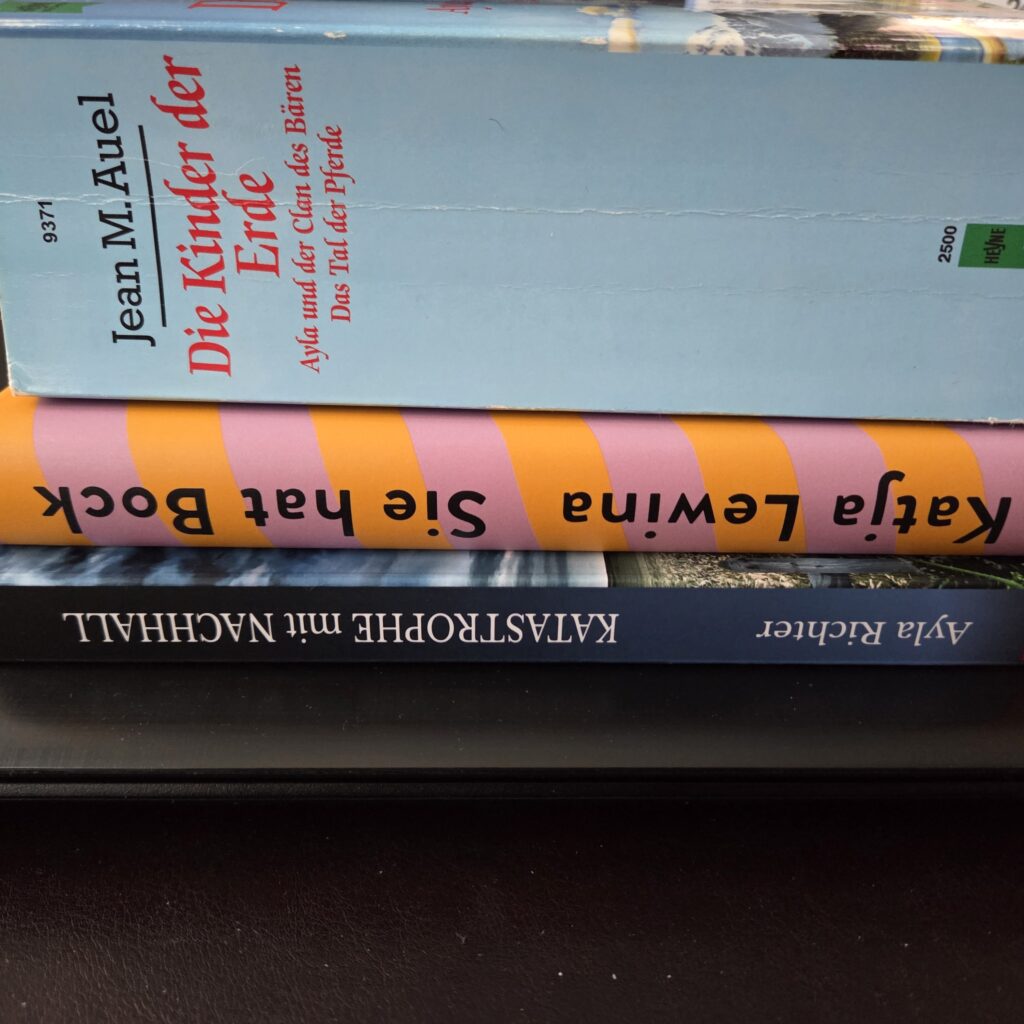 9371
Jean M. Auel
Die Kinder der
Erde
Ayla und der Clan des Bären
Das Tal der Pferde
2500
HEYNE
Katja Lewina
Sie hat Bock
Ayla Richter
KATASTROPHE mit NACHHALL